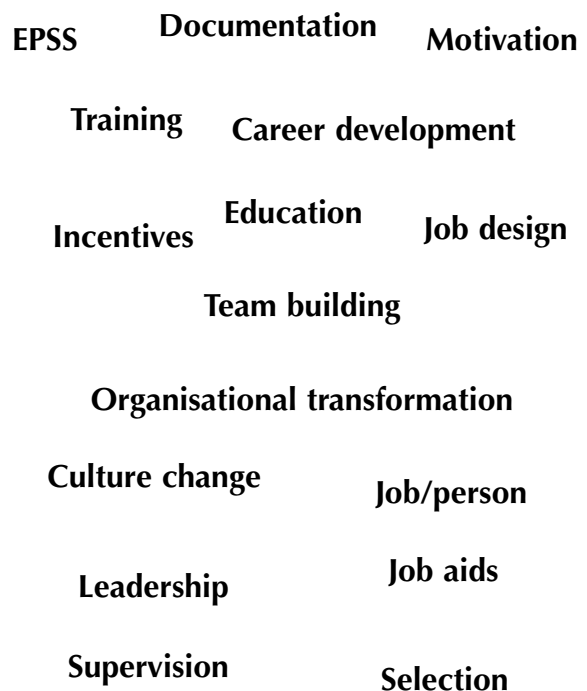 EPSS
Documentation
Motivation
Training
Career development
Incentives
Education
Job design
Team building
Organisational transformation
Culture change
Job/person
Leadership
Job aids
Supervision
Selection